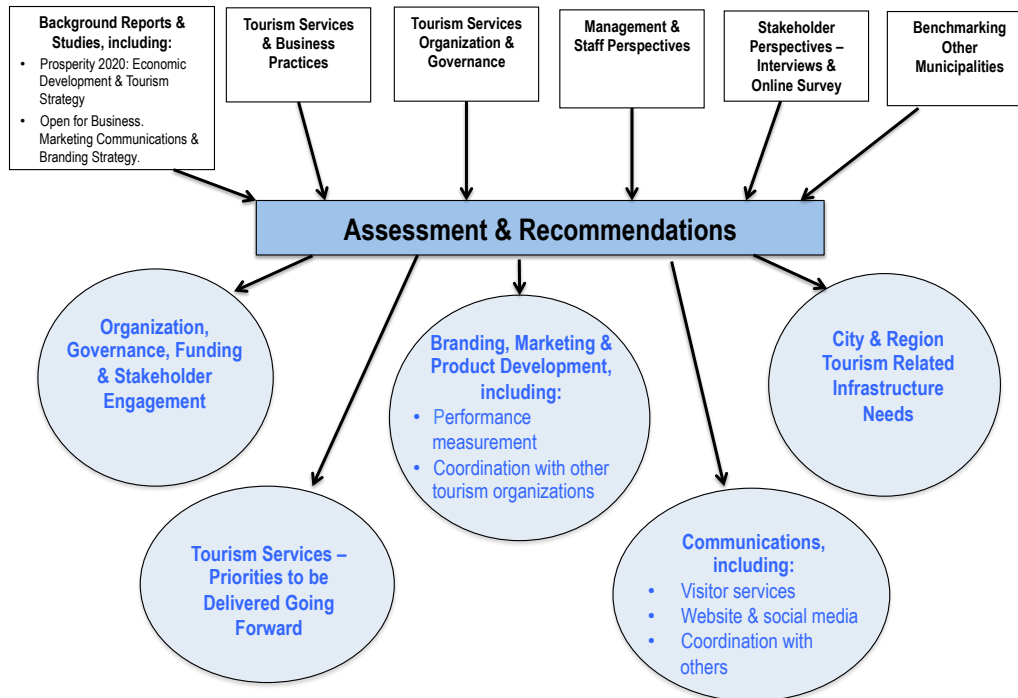 Background Reports &
Studies, including:
• Prosperity 2020: Economic
Development & Tourism
Strategy
• Open for Business.
Marketing Communications &
Branding Strategy.
Tourism Services
& Business
Practices
Tourism Services
Organization &
Governance
Management &
Staff Perspectives
Stakeholder
Perspectives –
Interviews &
Online Survey
Benchmarking
Other
Municipalities
Assessment & Recommendations
Organization,
Governance, Funding
& Stakeholder
Engagement
Branding, Marketing &
Product Development,
including:
• Performance
measurement
• Coordination with other
tourism organizations
City & Region
Tourism Related
Infrastructure
Needs
Tourism Services –
Priorities to be
Delivered Going
Forward
Communications,
including:
• Visitor services
• Website & social media
• Coordination with
others